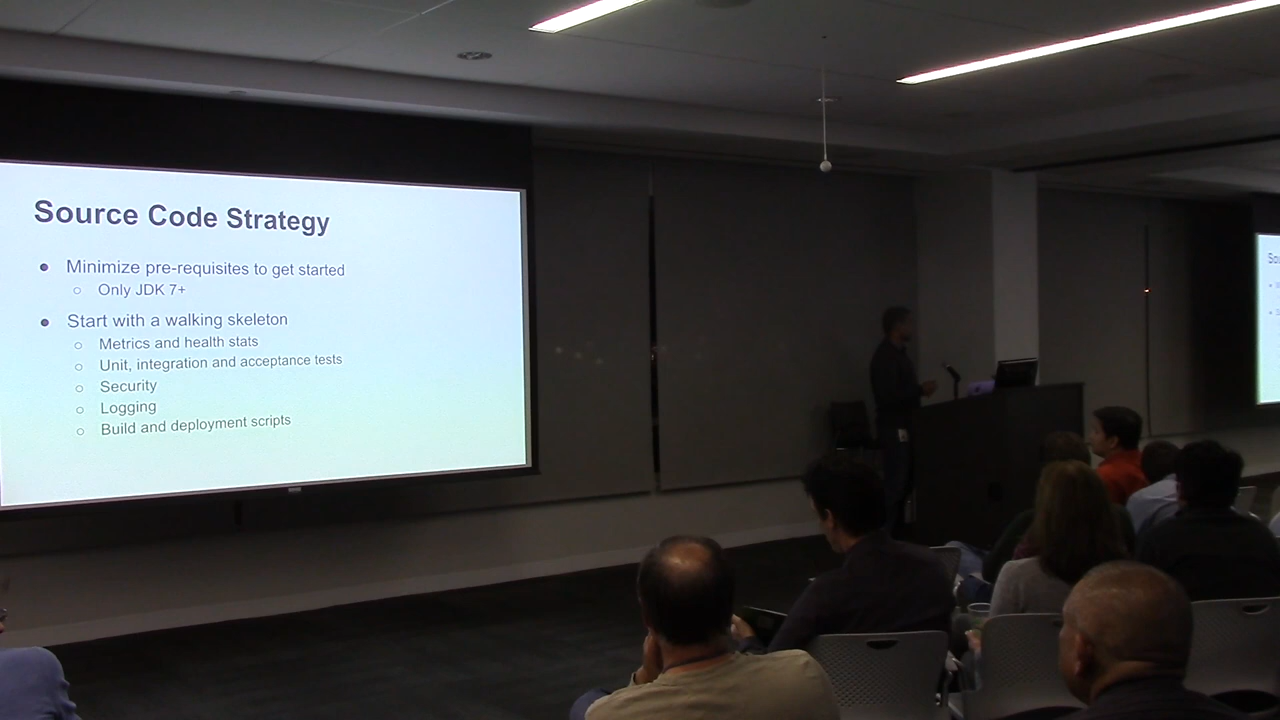 Source Code Strategy
● Minimize pre-requisites to get started
○ Only JDK 7+
● Start with a walking skeleton
○ Metrics and health stats
○ Unit, integration and acceptance tests
○ Security
○ Logging
○ Build and deployment scripts